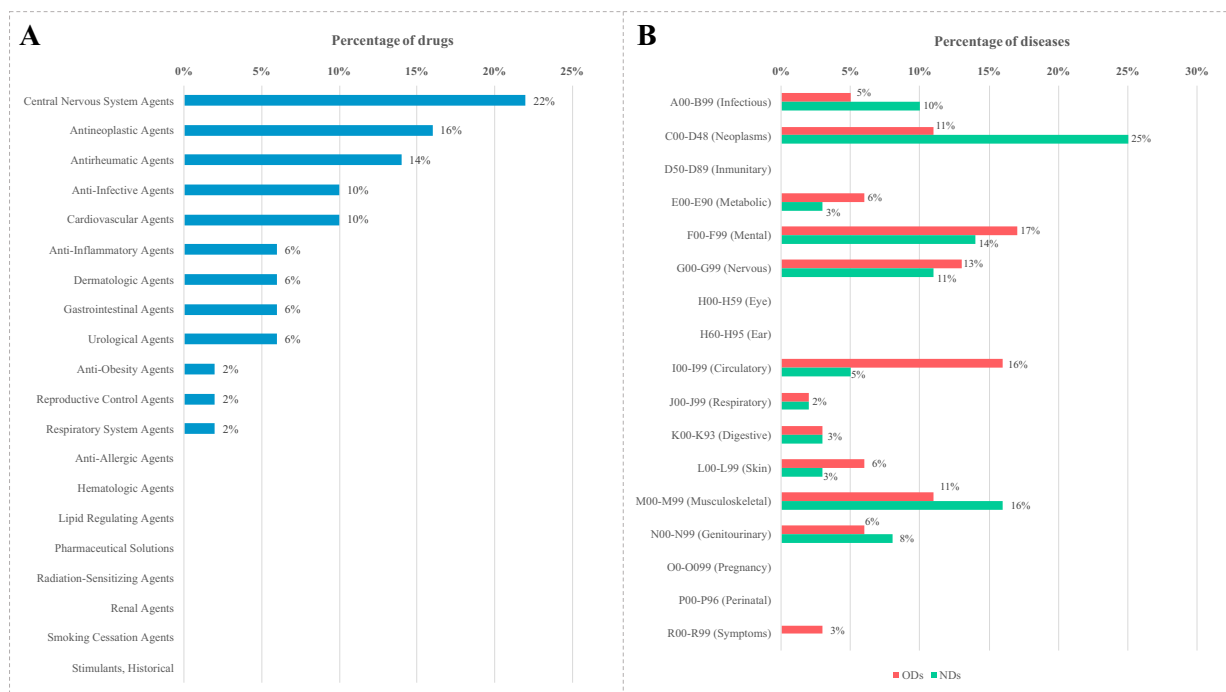 A
Percentage of drugs
0% 5% 10% 15% 20% 25%
Central Nervous System Agents 22%
Antineoplastic Agents 16%
Antirheumatic Agents 14%
Anti-Infective Agents 10%
Cardiovascular Agents 10%
Anti-Inflammatory Agents 6%
Dermatologic Agents 6%
Gastrointestinal Agents 6%
Urological Agents 6%
Anti-Obesity Agents 2%
Reproductive Control Agents 2%
Respiratory System Agents 2%
Anti-Allergic Agents
Hematologic Agents
Lipid Regulating Agents
Pharmaceutical Solutions
Radiation-Sensitizing Agents
Renal Agents
Smoking Cessation Agents
Stimulants, Historical
B
Percentage of diseases
0% 5% 10% 15% 20% 25% 30%
A00-B99 (Infectious) 5% 10%
C00-D48 (Neoplasms) 11% 25%
D50-D89 (Inmunitary)
E00-E90 (Metabolic) 6% 3%
F00-F99 (Mental) 17% 14%
G00-G99 (Nervous) 13% 11%
H00-H59 (Eye)
H60-H95 (Ear)
I00-I99 (Circulatory) 16% 5%
J00-J99 (Respiratory) 2%
K00-K93 (Digestive) 3%
L00-L99 (Skin) 6% 3%
M00-M99 (Musculoskeletal) 11% 16%
N00-N99 (Genitourinary) 6% 8%
O0-O099 (Pregnancy)
P00-P96 (Perinatal)
R00-R99 (Symptoms) 3%
ODs NDs